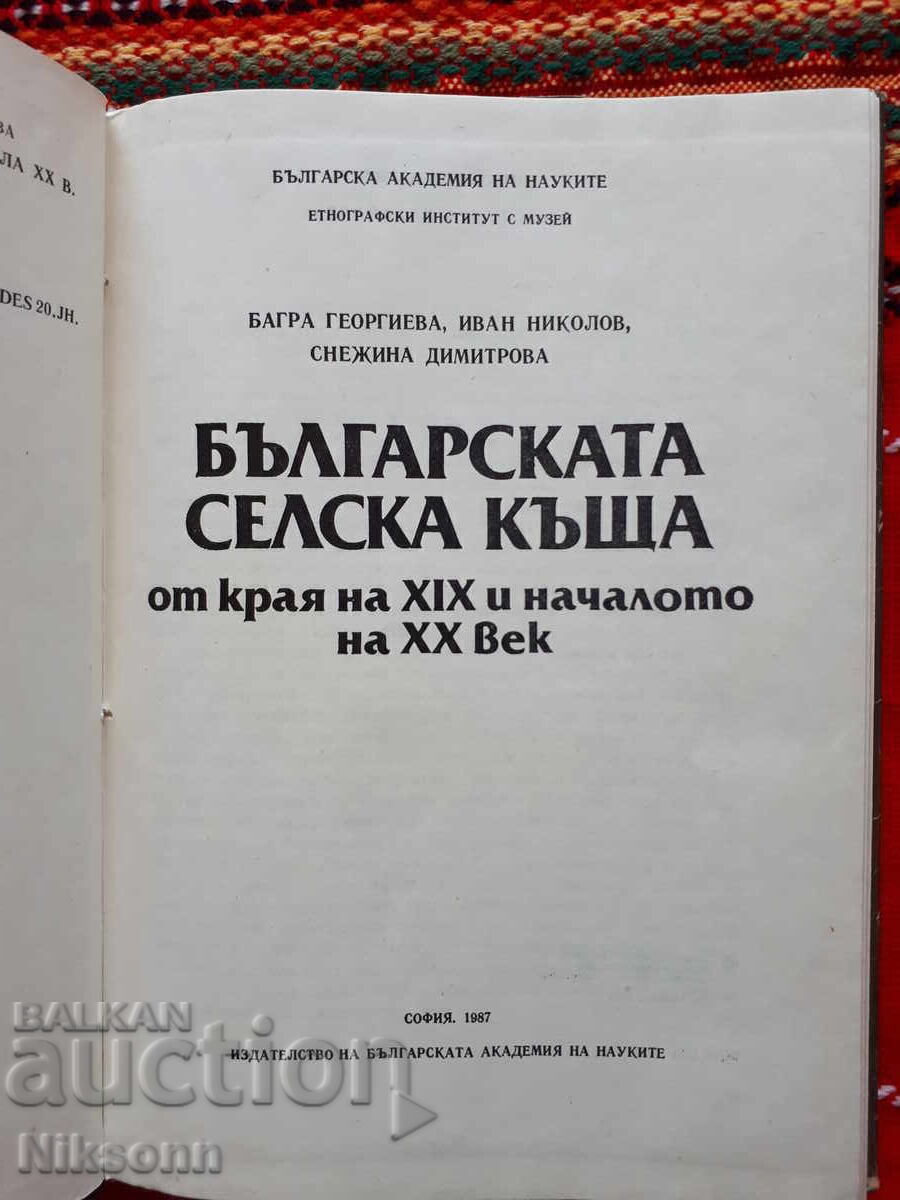 ВА
ЛА XX В.
DES 20.JH.
БЪЛГАРСКА АКАДЕМИЯ НА НАУКИТЕ
ЕТНОГРАФСКИ ИНСТИТУТ С МУЗЕЙ
БАГРА ГЕОРГИЕВА, ИВАН НИКОЛОВ,
СНЕЖИНА ДИМИТРОВА
БЪЛГАРСКАТА
СЕЛСКА КЪЩА
от края на XIX и началото
на XX век
СОФИЯ. 1987
ИЗДАТЕЛСТВО НА БЪЛГАРСКАТА АКАДЕМИЯ НА НАУКИТЕ
BALKAN
auction
Niksonn